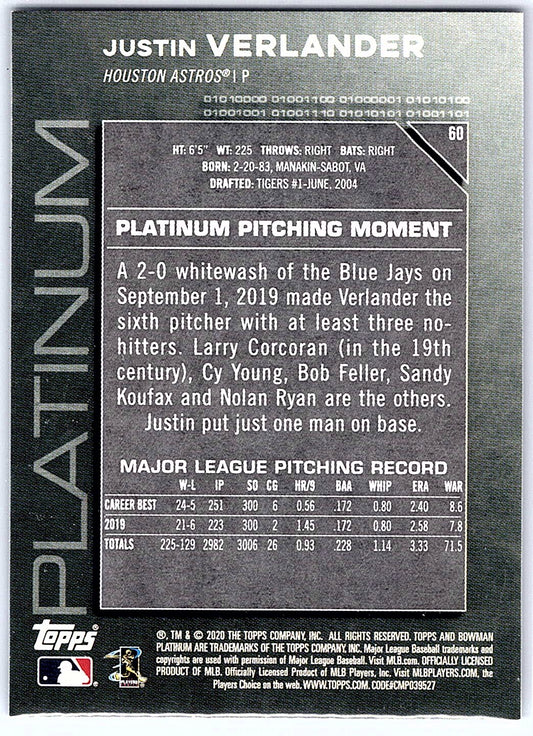 JUSTIN VERLANDER
HOUSTON ASTROS® | P
01010000 01001100 01000001 01010100
PLATINUM
60
HT: 6'5" WT: 225 THROWS: RIGHT BATS: RIGHT
BORN: 2-20-83, MANAKIN-SABOT, VA
DRAFTED: TIGERS #1-JUNE, 2004
PLATINUM PITCHING MOMENT
A 2-0 whitewash of the Blue Jays on
September 1, 2019 made Verlander the
sixth pitcher with at least three no-
hitters. Larry Corcoran (in the 19th
century), Cy Young, Bob Feller, Sandy
Koufax and Nolan Ryan are the others.
Justin put just one man on base.
MAJOR LEAGUE PITCHING RECORD
W-L IP SO CG HR/9 BAA WHIP ERA WAR
CAREER BEST 24-5 251 300 6 0.56 .172 0.80 2.40 8.6
2019 21-6 223 300 2 1.45 .172 0.80 2.58 7.8
TOTALS 225-129 2982 3006 26 0.93 .228 1.14 3.33 71.5
Topps
PLAYERS
®, TM & © 2020 THE TOPPS COMPANY, INC. ALL RIGHTS RESERVED. TOPPS AND BOWMAN
PLATINUM ARE TRADEMARKS OF THE TOPPS COMPANY, INC. Major League Baseball trademarks and
copyrights are used with permission of Major League Baseball. Visit MLB.com. OFFICIALLY LICENSED
PRODUCT OF MLB. Officially Licensed Product of MLB Players, Inc. Visit MLBPLAYERS.com, the
Players Choice on the web. WWW.TOPPS.COM. CODE#CMP039527